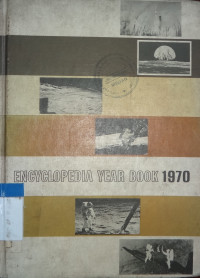 ENCYCLOPEDIA YEAR BOOK 1970